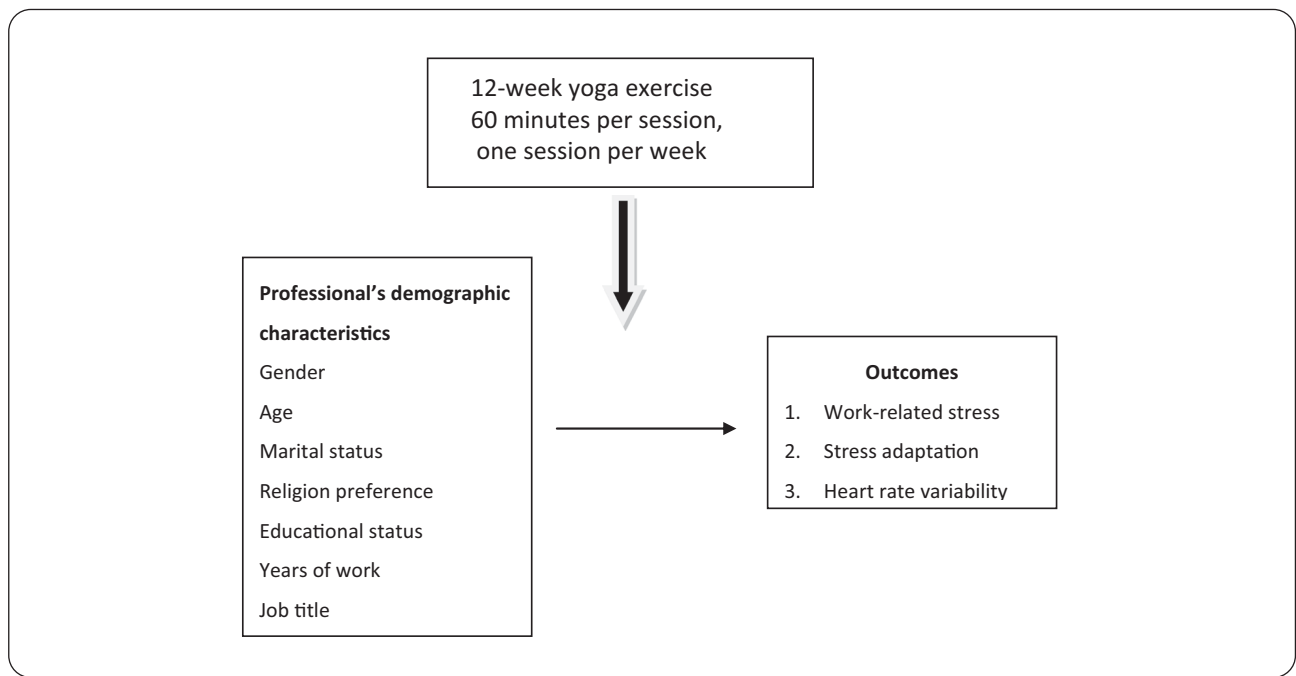 12-week yoga exercise
60 minutes per session,
one session per week
Professional's demographic
characteristics
Gender
Age
Marital status
Religion preference
Educational status
Years of work
Job title
Outcomes
1. Work-related stress
2. Stress adaptation
3. Heart rate variability